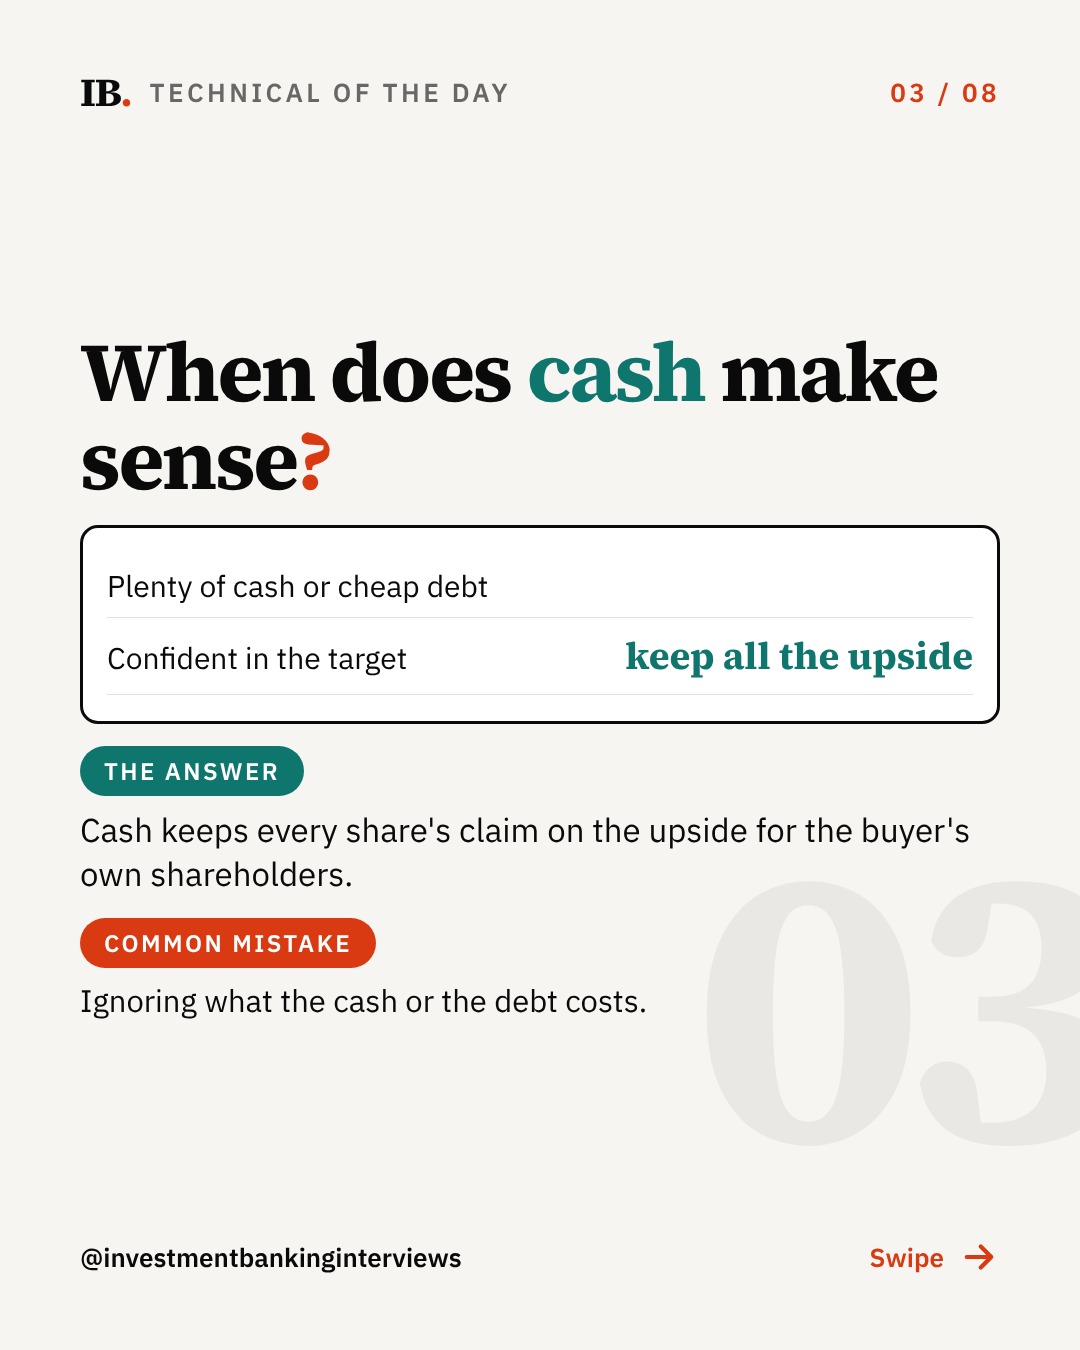 IB. TECHNICAL OF THE DAY 03 / 08
When does cash make
sense?
Plenty of cash or cheap debt
Confident in the target keep all the upside
THE ANSWER
Cash keeps every share's claim on the upside for the buyer's
own shareholders.
COMMON MISTAKE
Ignoring what the cash or the debt costs.
03
@investmentbankinginterviews Swipe →